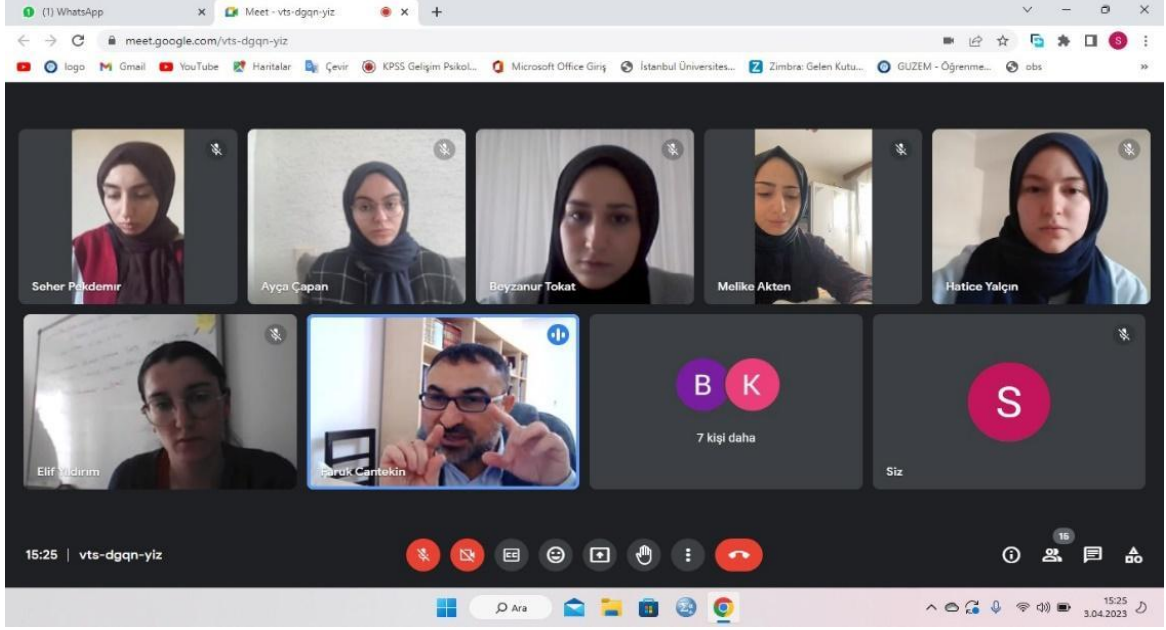 (1) WhatsApp
Meet - vts-dgqn-yiz
meet.google.com/vts-dgqn-yiz
S
logo
Gmail
YouTube
Haritalar
Çevir
KPSS Gelişim Psikol...
Microsoft Office Giriş
İstanbul Üniversites...
Zimbra: Gelen Kutu...
GUZEM - Öğrenme...
obs
Seher Pekdemir
Ayça Çapan
Beyzanur Tokat
Melike Akten
Hatice Yalçın
Elif Yıldırım
Faruk Cantekin
B K
7 kişi daha
S
Siz
15:25 | vts-dgqn-yiz
15
Ara
15:25
3.04.2023